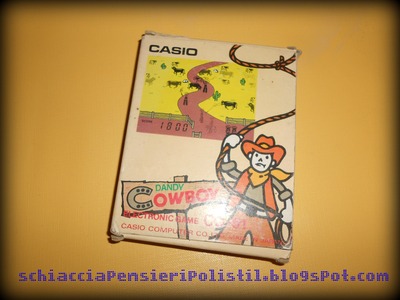 CASIO
1800
DANDY
COWBOY
ELECTRONIC GAME
CASIO COMPUTER CO
schiacciaPensieriPolistil.blogsPot.com